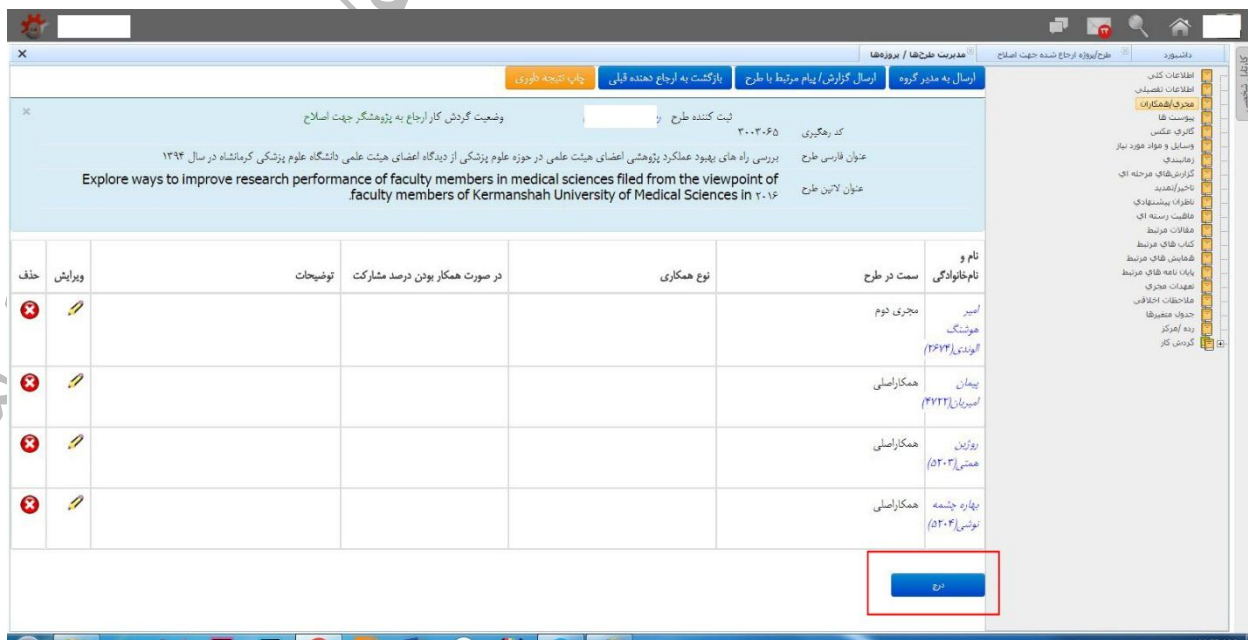 ۲۲
داشبورد
طرح/پروژه ارجاع شده جهت اصلاح
مدیریت طرح‌ها / پروژه‌ها
اطلاعات کلی
اطلاعات تفصیلی
مجری/همکاران
پیوست ها
گالری عکس
وسایل و مواد مورد نیاز
زمانبندی
گزارش‌های مرحله ای
تاخیر/تمدید
ناظران پیشنهادی
ماهیت رسته ای
مقالات مرتبط
کتاب های مرتبط
همایش های مرتبط
پایان نامه های مرتبط
تعهدات مجری
ملاحظات اخلاقی
جدول متغیرها
رده /مرکز
گردش کار
ارسال به مدیر گروه
ارسال گزارش/ پیام مرتبط با طرح
بازگشت به ارجاع دهنده قبلی
چاپ نتیجه داوری
کد رهگیری ۳۰۰۳۰۶۵ ثبت کننده طرح
وضعیت گردش کار ارجاع به پژوهشگر جهت اصلاح
عنوان فارسی طرح بررسی راه های بهبود عملکرد پژوهشی اعضای هیئت علمی در حوزه علوم پزشکی از دیدگاه اعضای هیئت علمی دانشگاه علوم پزشکی کرمانشاه در سال ۱۳۹۴
عنوان لاتین طرح
Explore ways to improve research performance of faculty members in medical sciences filed from the viewpoint of
.faculty members of Kermanshah University of Medical Sciences in ۲۰۱۶
نام و
نام‌خانوادگی سمت در طرح نوع همکاری در صورت همکار بودن درصد مشارکت توضیحات ویرایش حذف
امیر مجری دوم
هوشنگ
الوندی(۲۶۷۴)
پیمان همکاراصلی
امیریان(۴۷۲۲)
روژین همکاراصلی
همتی(۵۲۰۳)
بهاره چشمه همکاراصلی
نوشی(۵۲۰۴)
درج